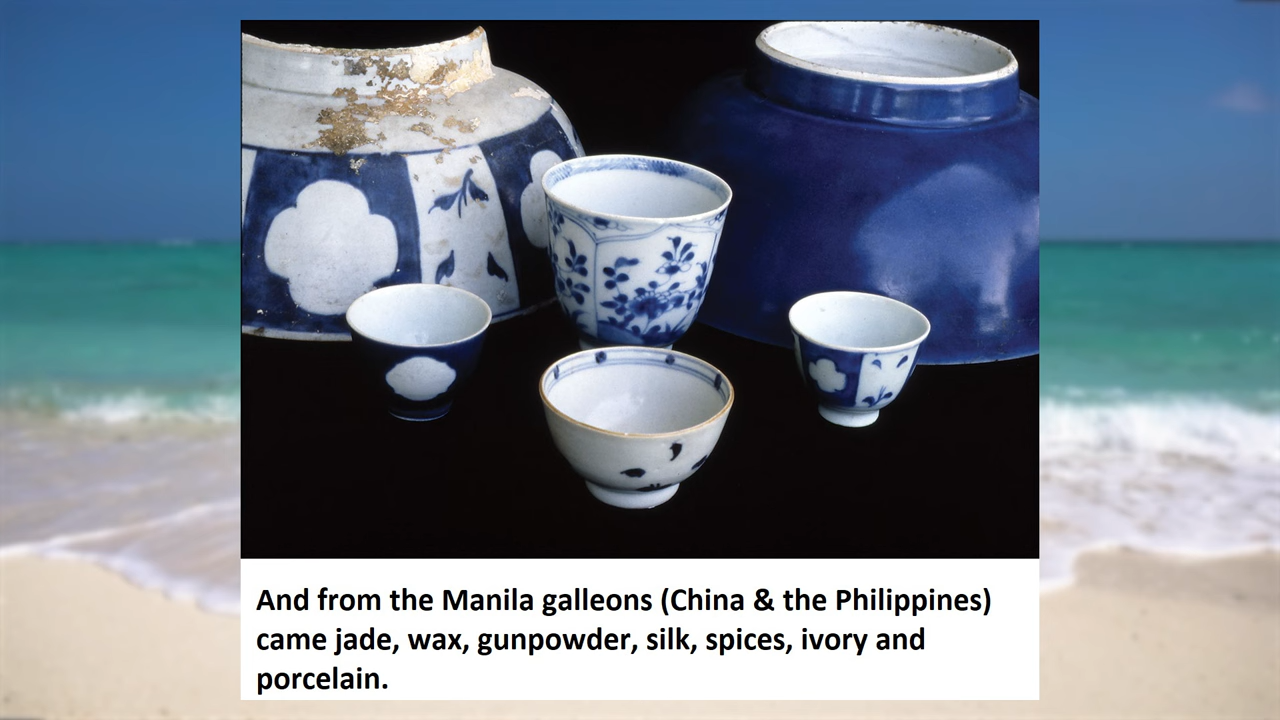 And from the Manila galleons (China & the Philippines)
came jade, wax, gunpowder, silk, spices, ivory and
porcelain.